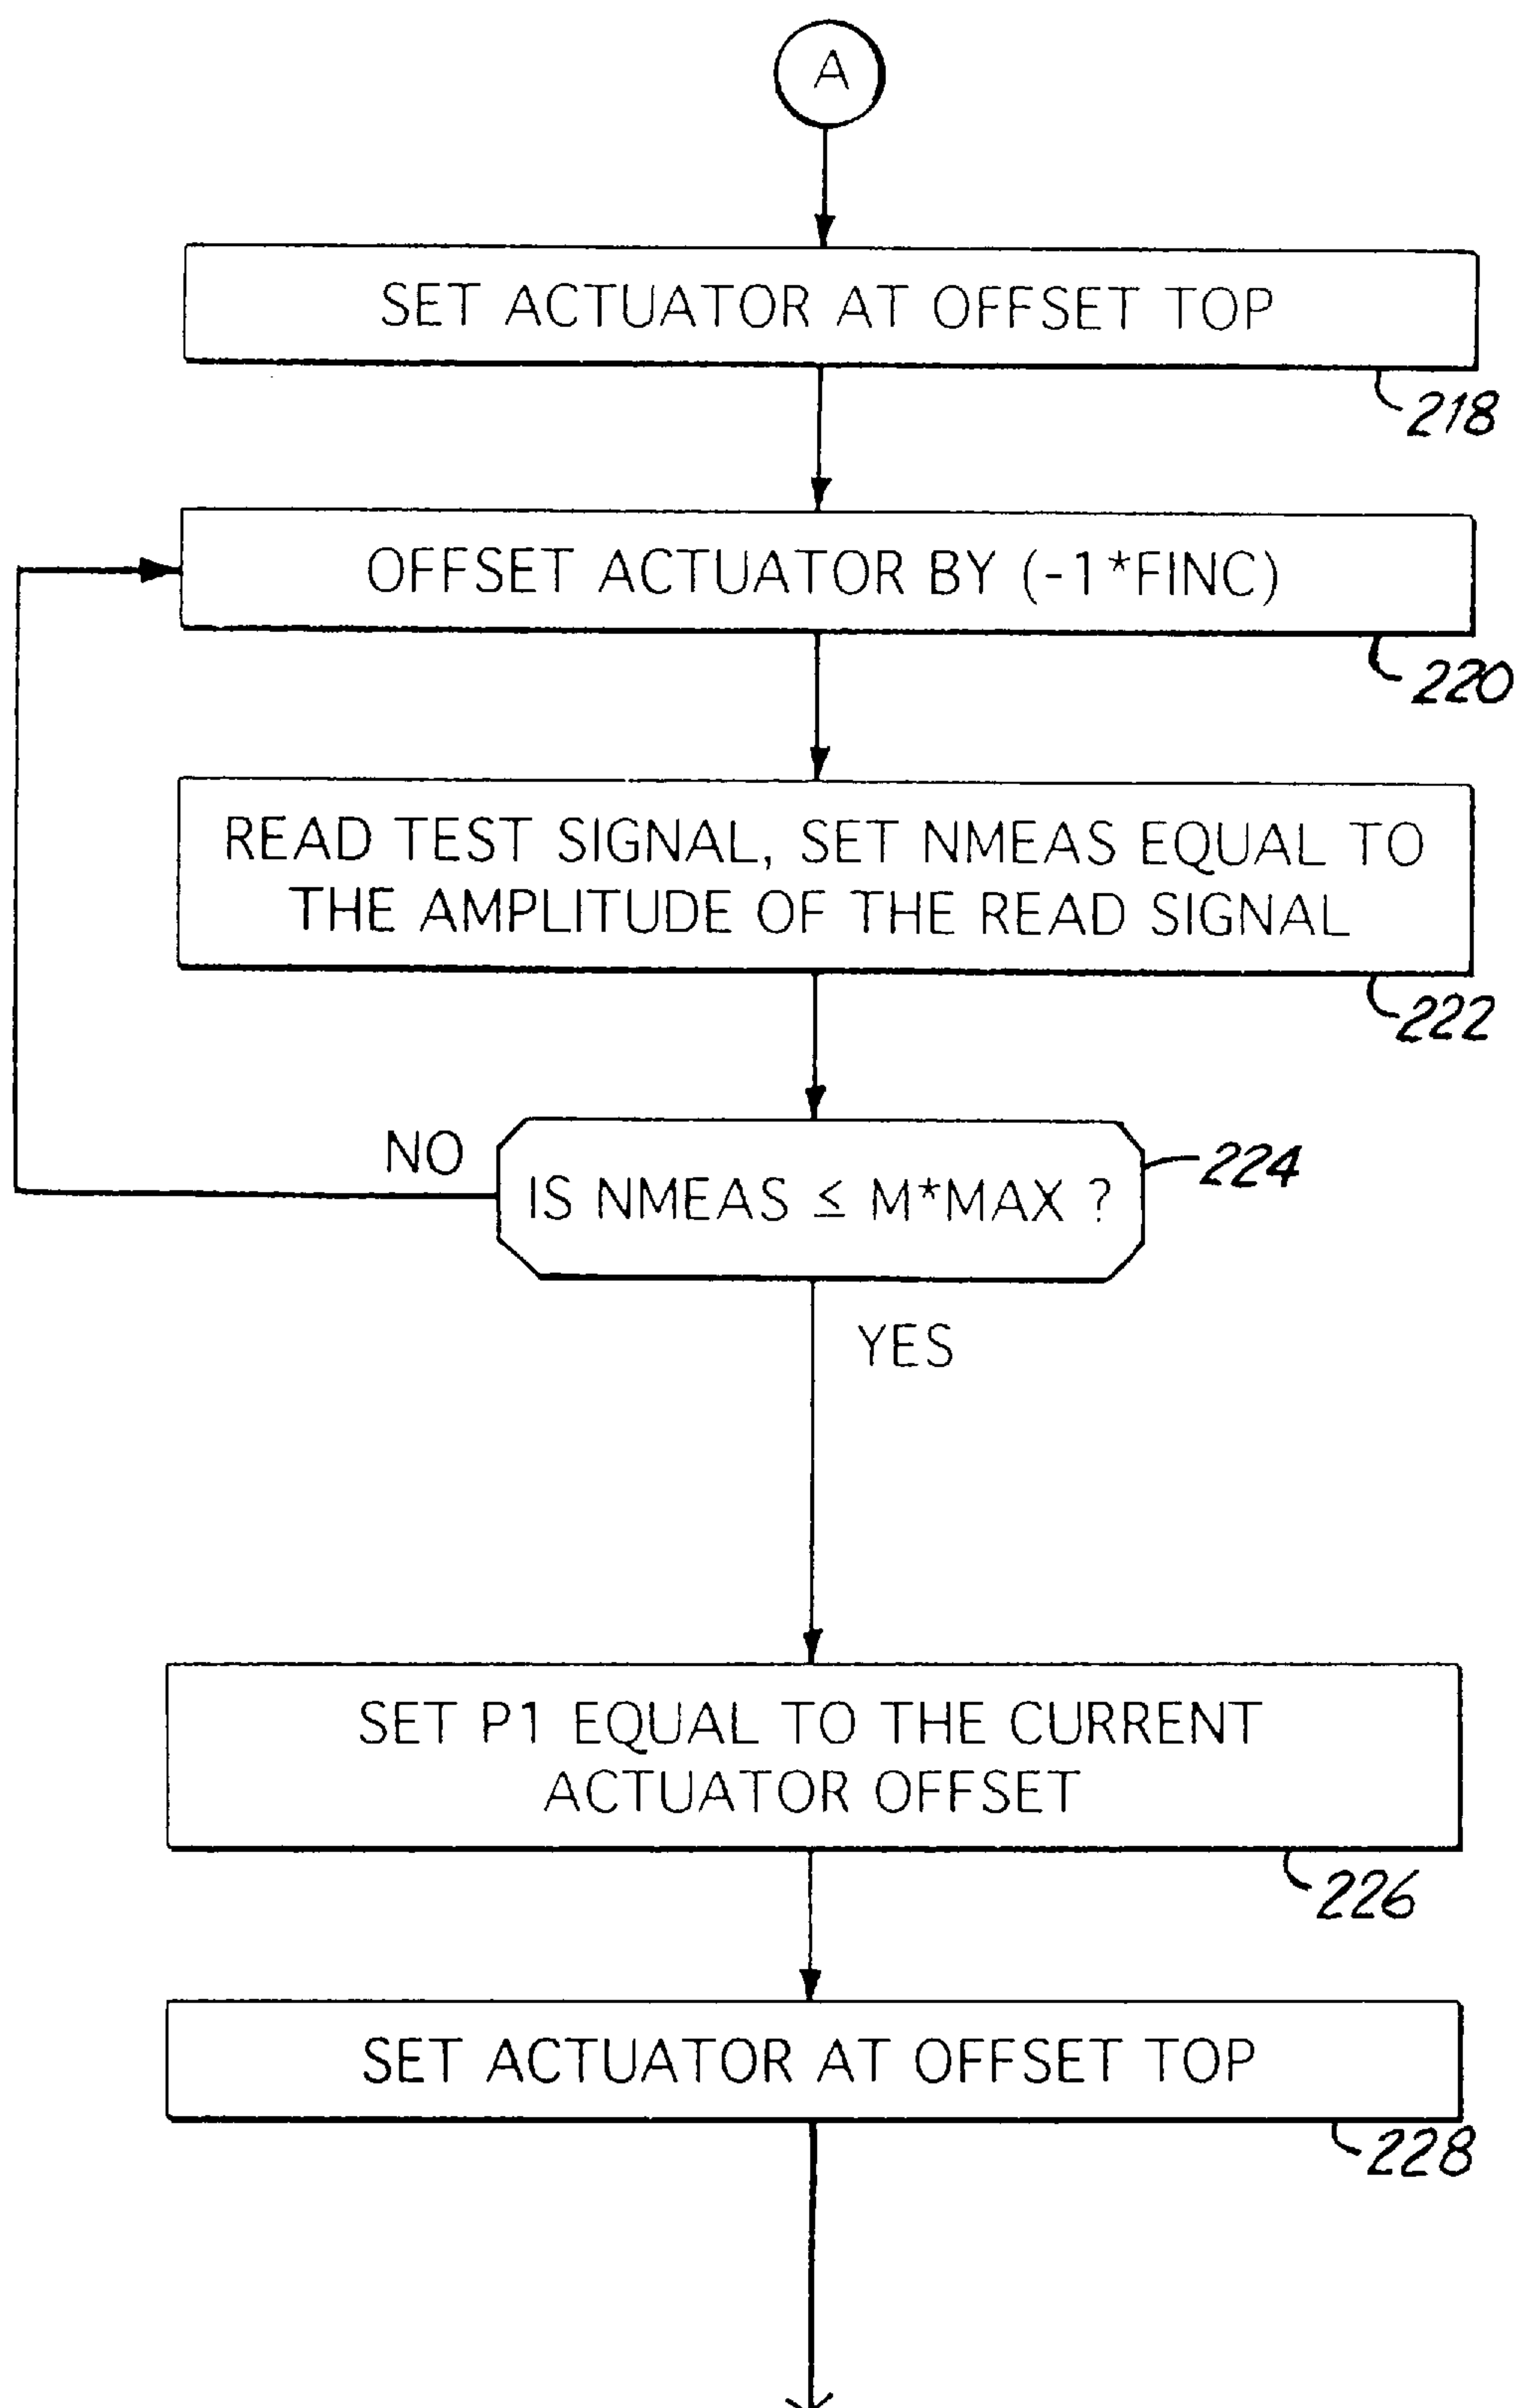 A
SET ACTUATOR AT OFFSET TOP
218
OFFSET ACTUATOR BY (-1*FINC)
220
READ TEST SIGNAL, SET NMEAS EQUAL TO
THE AMPLITUDE OF THE READ SIGNAL
222
NO
IS NMEAS ≤ M*MAX ?
224
YES
SET P1 EQUAL TO THE CURRENT
ACTUATOR OFFSET
226
SET ACTUATOR AT OFFSET TOP
228